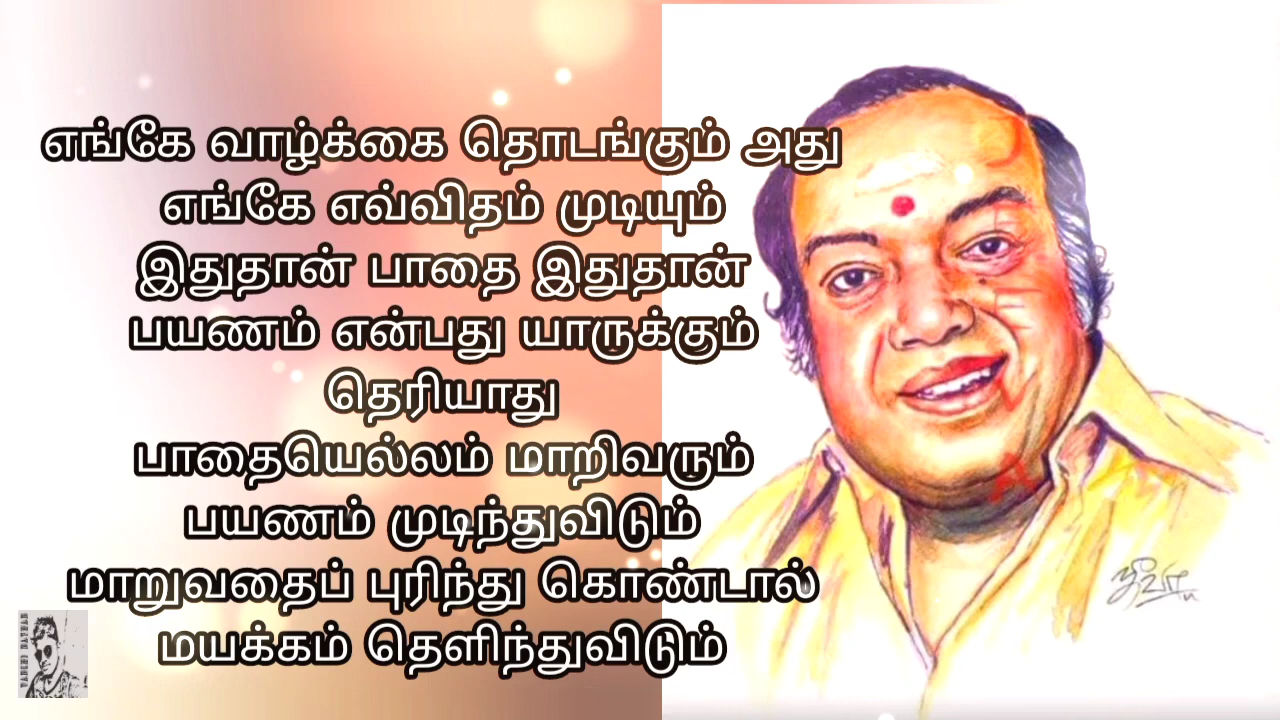 எங்கே வாழ்க்கை தொடங்கும் அது
எங்கே எவ்விதம் முடியும்
இதுதான் பாதை இதுதான்
பயணம் என்பது யாருக்கும்
தெரியாது
பாதையெல்லம் மாறிவரும்
பயணம் முடிந்துவிடும்
மாறுவதைப் புரிந்து கொண்டால்
மயக்கம் தெளிந்துவிடும்